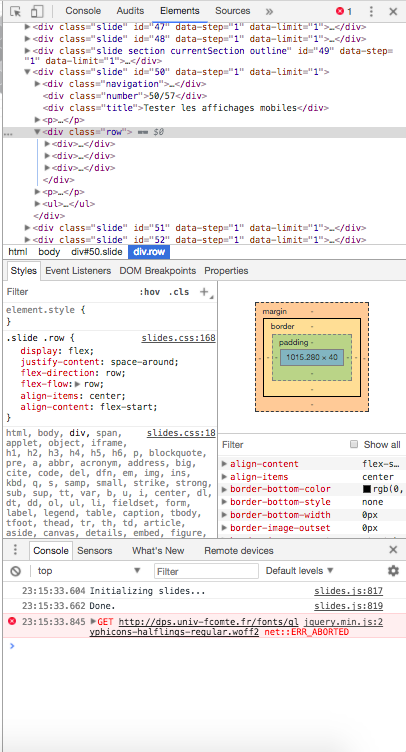 Console Audits Elements Sources » 1
<div class="slide" id="47" data-step="1" data-limit="1">…
<div class="slide" id="48" data-step="1" data-limit="1">…
<div class="slide section currentSection outline" id="49" data-step=
"1" data-limit="1">…</div>
<div class="slide" id="50" data-step="1" data-limit="1">
<div class="navigation">…</div>
<div class="number">50/57</div>
<div class="title">Tester les affichages mobiles</div>
<p>…</p>
… <div class="row"> == $0
<div>…</div>
<div>…</div>
<div>…</div>
</div>
<p>…</p>
<ul>…</ul>
</div>
<div class="slide" id="51" data-step="1" data-limit="1">…
<div class="slide" id="52" data-step="1" data-limit="1">…
html body div#50.slide div.row
Styles Event Listeners DOM Breakpoints Properties
Filter :hov .cls +
element.style {
}
.slide .row { slides.css:168
display: flex;
justify-content: space-around;
flex-direction: row;
flex-flow: row;
align-items: center;
align-content: flex-start;
}
html, body, div, span, slides.css:18
applet, object, iframe,
h1, h2, h3, h4, h5, h6, p, blockquote,
pre, a, abbr, acronym, address, big,
cite, code, del, dfn, em, img, ins,
kbd, q, s, samp, small, strike, strong,
sub, sup, tt, var, b, u, i, center, dl,
dt, dd, ol, ul, li, fieldset, form,
label, legend, table, caption, tbody,
tfoot, thead, tr, th, td, article,
aside, canvas, details, embed, figure,
margin -
border -
padding -
- - - 1015.280 × 40 - - -
-
-
-
Filter Show all
align-content flex-s…
align-items center
border-bottom-color rgb(0,
border-bottom-style none
border-bottom-width 0px
border-image-outset 0px
Console Sensors What's New Remote devices
top Filter Default levels
23:15:33.604 Initializing slides... slides.js:817
23:15:33.662 Done. slides.js:819
23:15:33.845 GET http://dps.univ-fcomte.fr/fonts/gl jquery.min.js:2
yphicons-halflings-regular.woff2 net::ERR_ABORTED